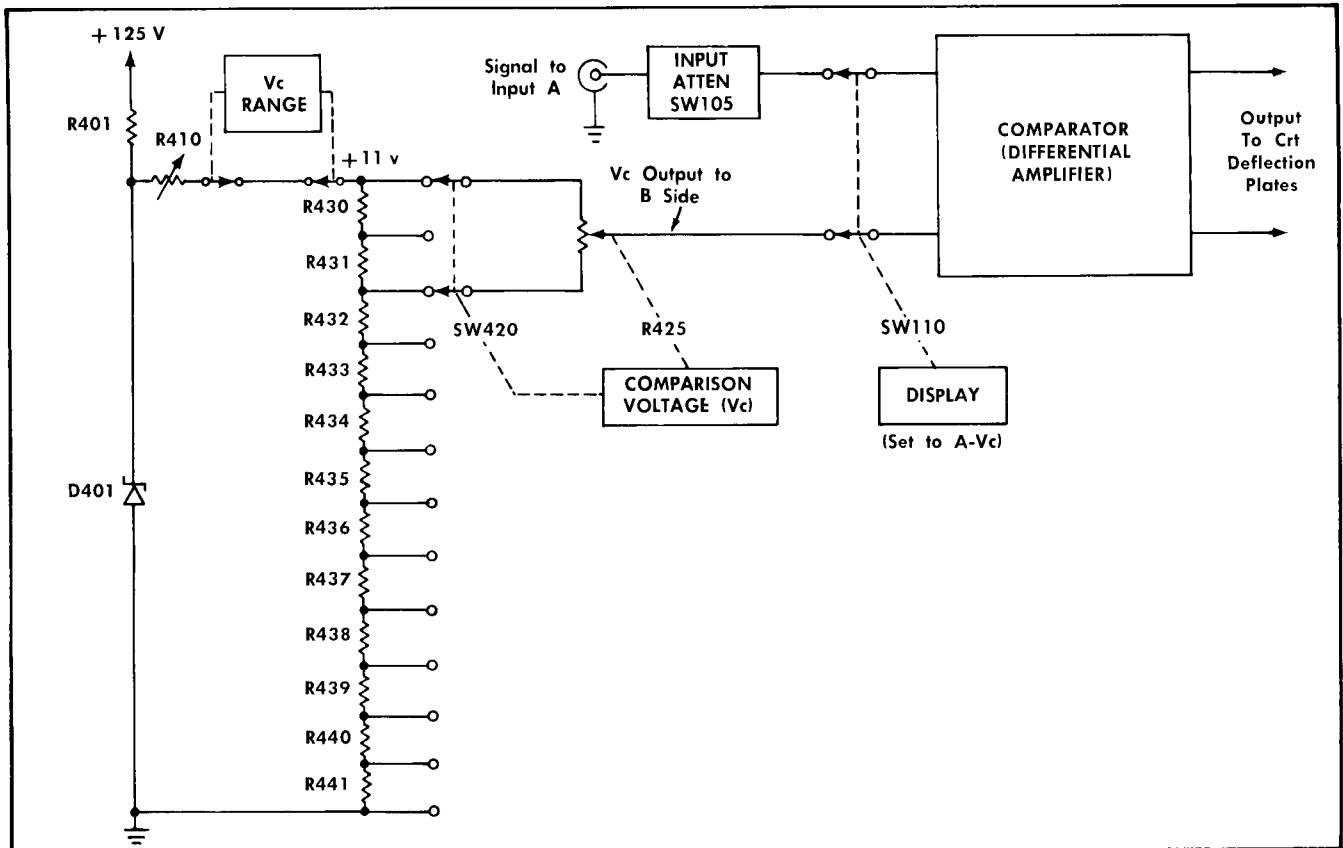 +125 V
Vc
RANGE
R401
R410
+11 v
Signal to
Input A
INPUT
ATTEN
SW105
COMPARATOR
(DIFFERENTIAL
AMPLIFIER)
Output
To Crt
Deflection
Plates
Vc Output to
B Side
R430
R431
R432
R433
R434
R435
R436
R437
R438
R439
R440
R441
SW420
R425
SW110
COMPARISON
VOLTAGE (Vc)
DISPLAY
(Set to A-Vc)
D401